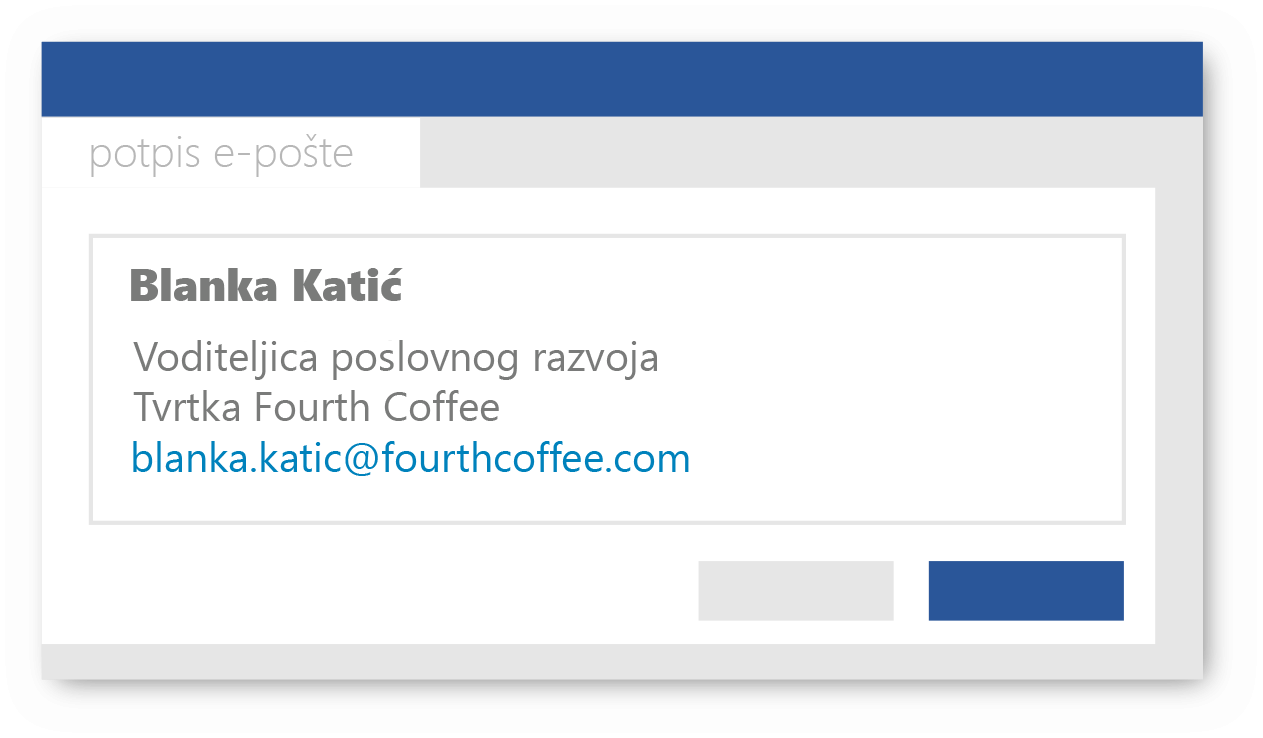 potpis e-pošte
Blanka Katić
Voditeljica poslovnog razvoja
Tvrtka Fourth Coffee
blanka.katic@fourthcoffee.com